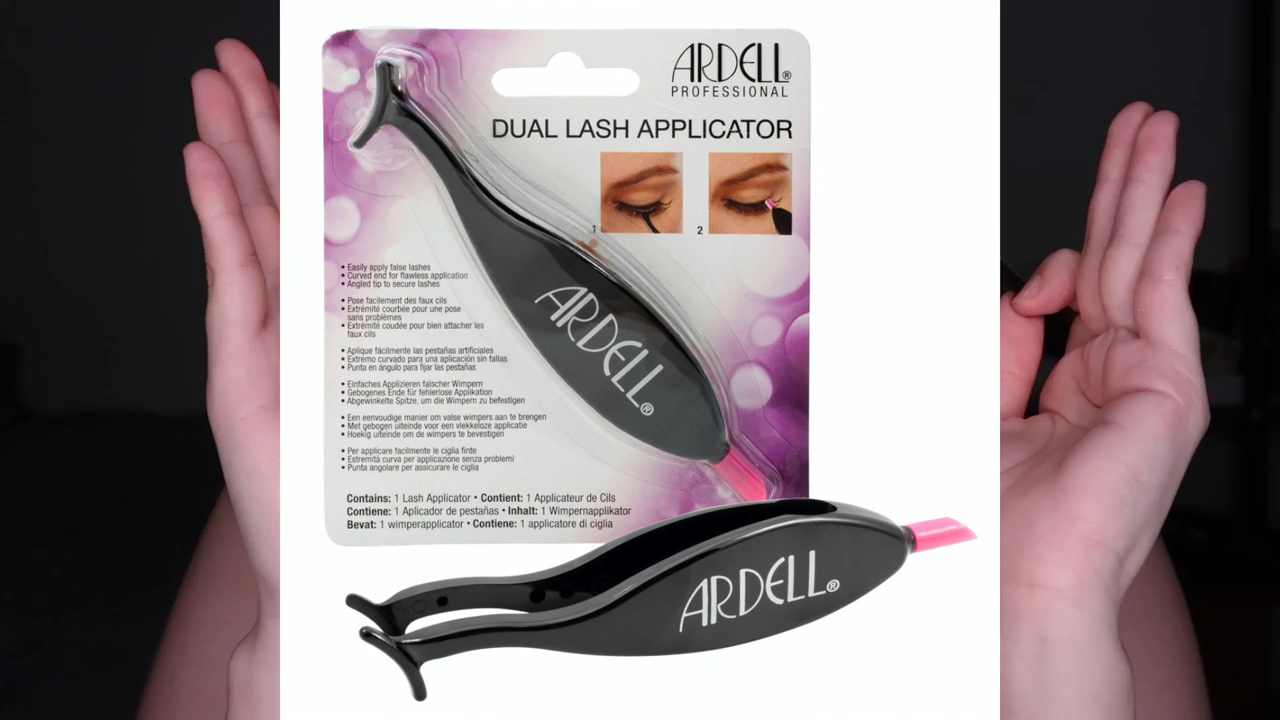 ARDELL®
PROFESSIONAL
DUAL LASH APPLICATOR
1
2
• Easily apply false lashes
• Curved end for flawless application
• Angled tip to secure lashes
• Pose facilement des faux cils
• Extrémité courbée pour une pose
sans problèmes
• Extrémité coudée pour bien attacher les
faux cils
• Aplique fácilmente las pestañas artificiales
• Extremo curvado para una aplicación sin fallas
• Punta en ángulo para fijar las pestañas
• Einfaches Applizieren falscher Wimpern
• Gebogenes Ende für fehlerlose Applikation
• Abgewinkelte Spitze, um die Wimpern zu befestigen
• Een eenvoudige manier om valse wimpers aan te brengen
• Met gebogen uiteinde voor een vlekkeloze applicatie
• Hoekig uiteinde om de wimpers te bevestigen
• Per applicare facilmente le ciglia finte
• Estremità curva per applicazione senza problemi
• Punta angolare per assicurare le ciglia
Contains: 1 Lash Applicator • Contient: 1 Applicateur de Cils
Contiene: 1 Aplicador de pestañas • Inhalt: 1 Wimpernapplikator
Bevat: 1 wimperapplicator • Contiene: 1 applicatore di ciglia
ARDELL®
ARDELL®